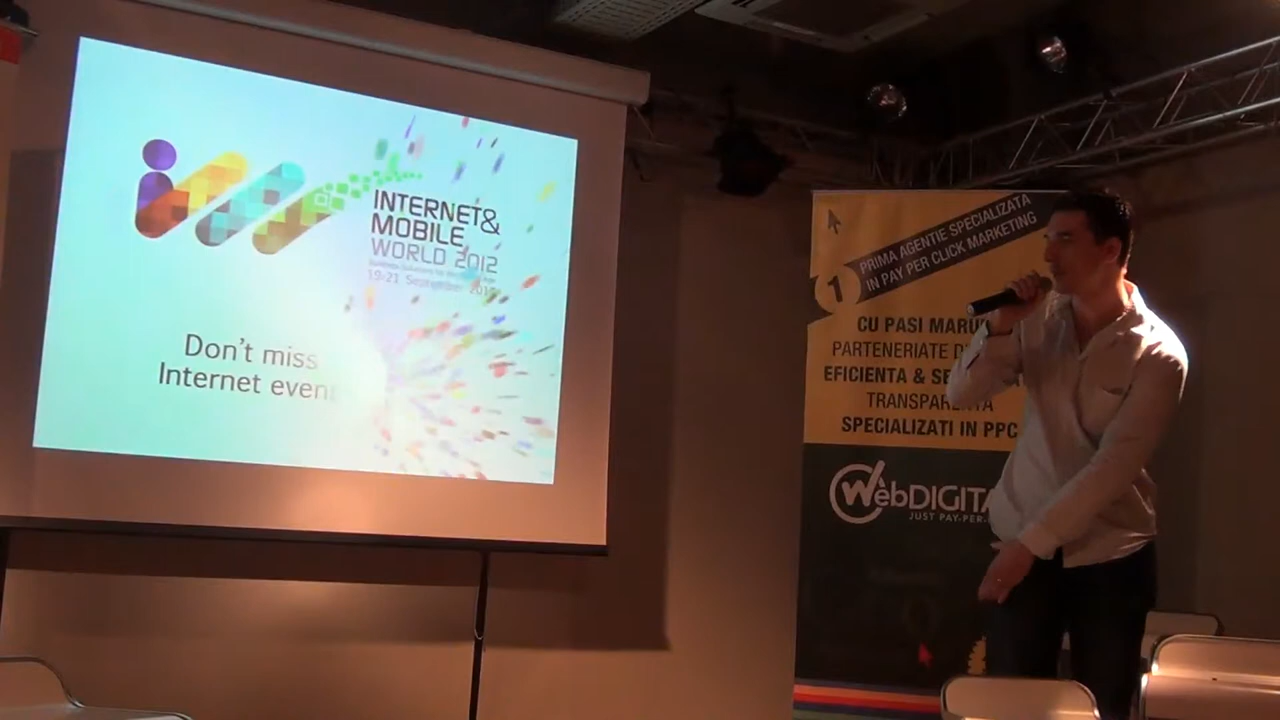 INTERNET&
MOBILE
WORLD 2012
19-21 September 201
Don't miss
Internet even
1
PRIMA AGENTIE SPECIALIZATA
IN PAY PER CLICK MARKETING
CU PASI MARU
PARTENERIATE D
EFICIENTA & SE
TRANSPARENTA
SPECIALIZATI IN PPC
WebDIGITA
JUST PAY-PER-